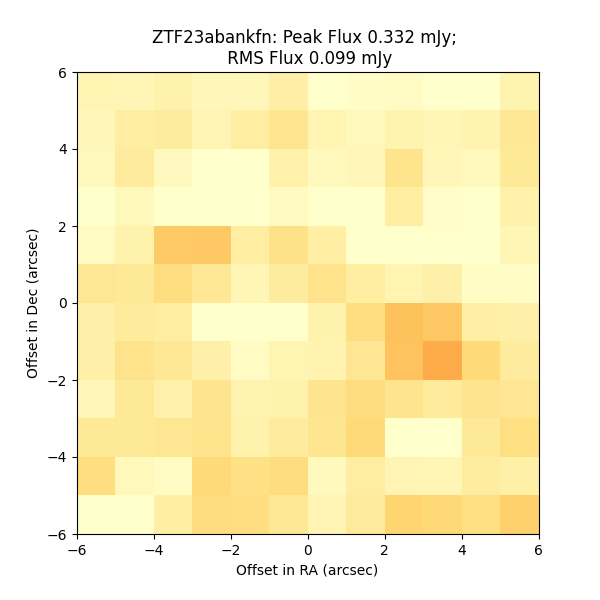 ZTF23abankfn: Peak Flux 0.332 mJy;
RMS Flux 0.099 mJy
6
4
2
0
−2
−4
−6
Offset in Dec (arcsec)
−6 −4 −2 0 2 4 6
Offset in RA (arcsec)